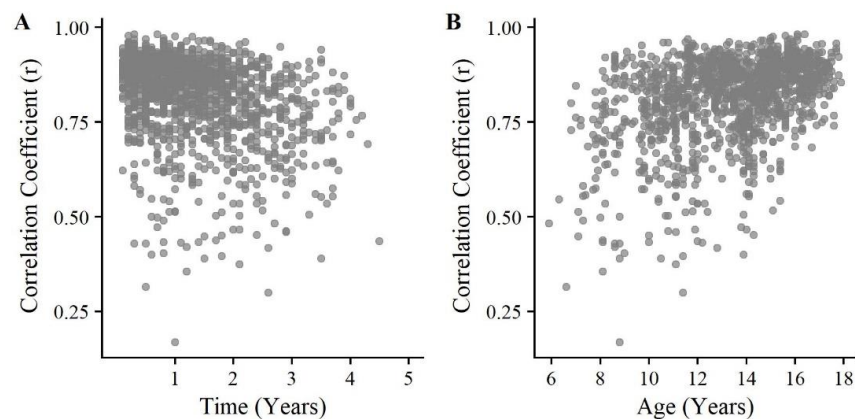 A
B
Correlation Coefficient (r)
1.00
0.75
0.50
0.25
1 2 3 4 5
Time (Years)
Correlation Coefficient (r)
1.00
0.75
0.50
0.25
6 8 10 12 14 16 18
Age (Years)